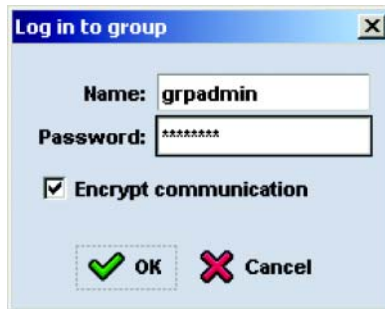 Log in to group
Name: grpadmin
Password: ********
Encrypt communication
OK Cancel